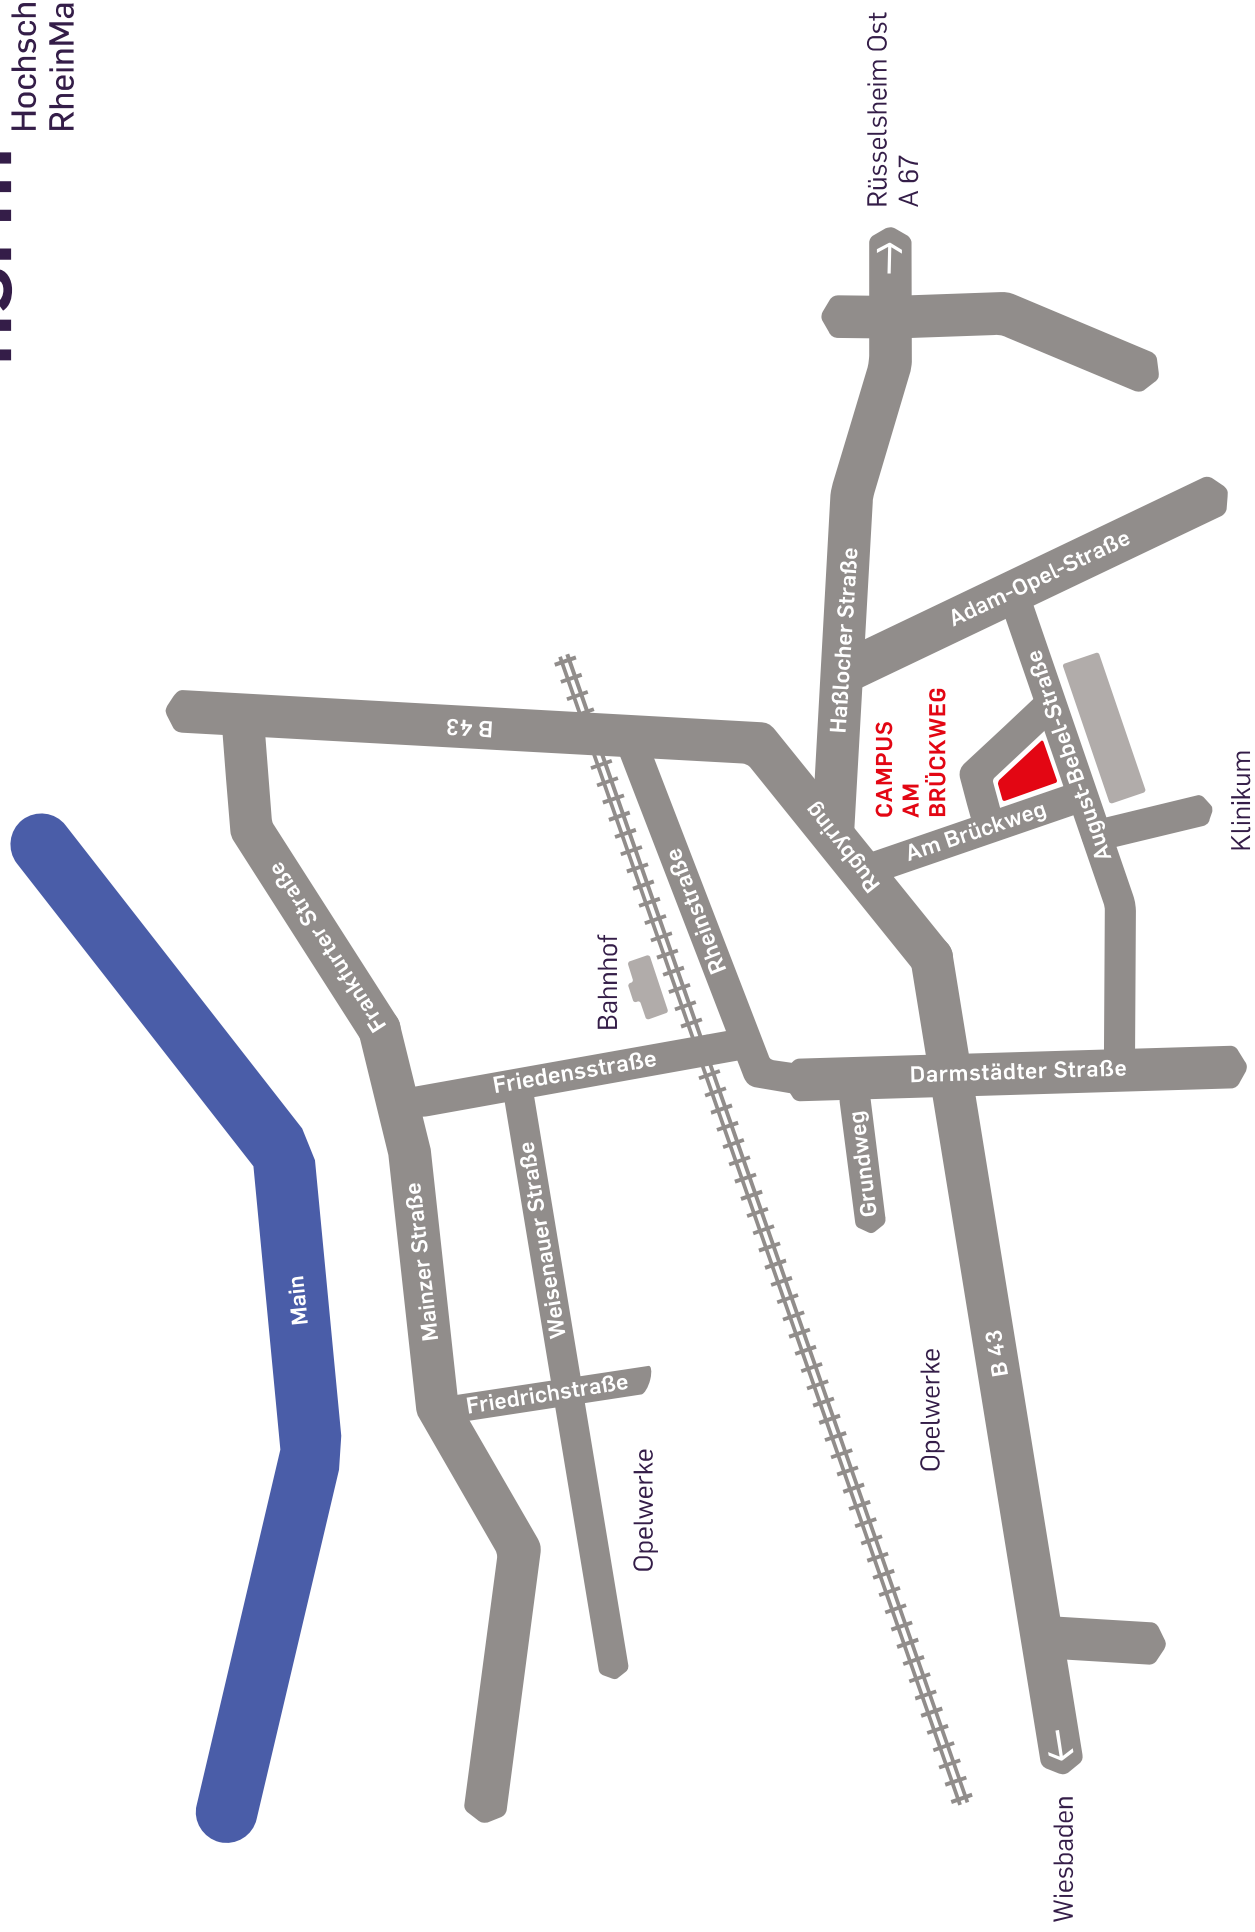 Hochsch
RheinMa
Rüsselsheim Ost
A 67
B 43
Haßlocher Straße
Adam-Opel-Straße
CAMPUS
AM
BRÜCKWEG
August-Bebel-Straße
Am Brückweg
Rugbyring
Klinikum
Frankfurter Straße
Rheinstraße
Bahnhof
Friedensstraße
Darmstädter Straße
Grundweg
Main
Mainzer Straße
Weisenauer Straße
Friedrichstraße
B 43
Opelwerke
Opelwerke
Wiesbaden